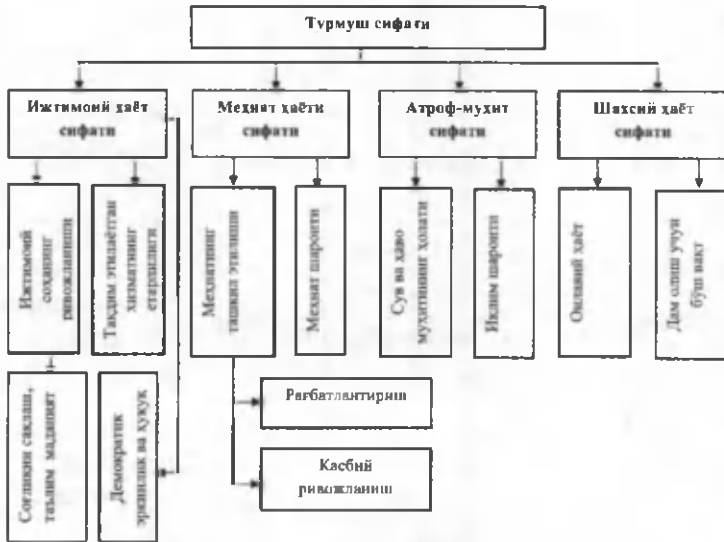 Турмуш сифати
Ижтимоий ҳаёт
сифати
Меҳнат ҳаёти
сифати
Атроф-муҳит
сифати
Шахсий ҳаёт
сифати
Ижтимоий
соҳанинг
ривожланиши
Тақдим этилаётган
хизматнинг
етарлилиги
Меҳнатнинг
ташкил этилиши
Меҳнат шароити
Сув ва ҳаво
муҳитининг ҳолати
Иқлим шароити
Оилавий ҳаёт
Дам олиш учун
бўш вақт
Соғлиқни сақлаш,
таълим маданият
Демократик
эркинлик ва ҳуқуқ
Рағбатлантириш
Касбий
ривожланиш